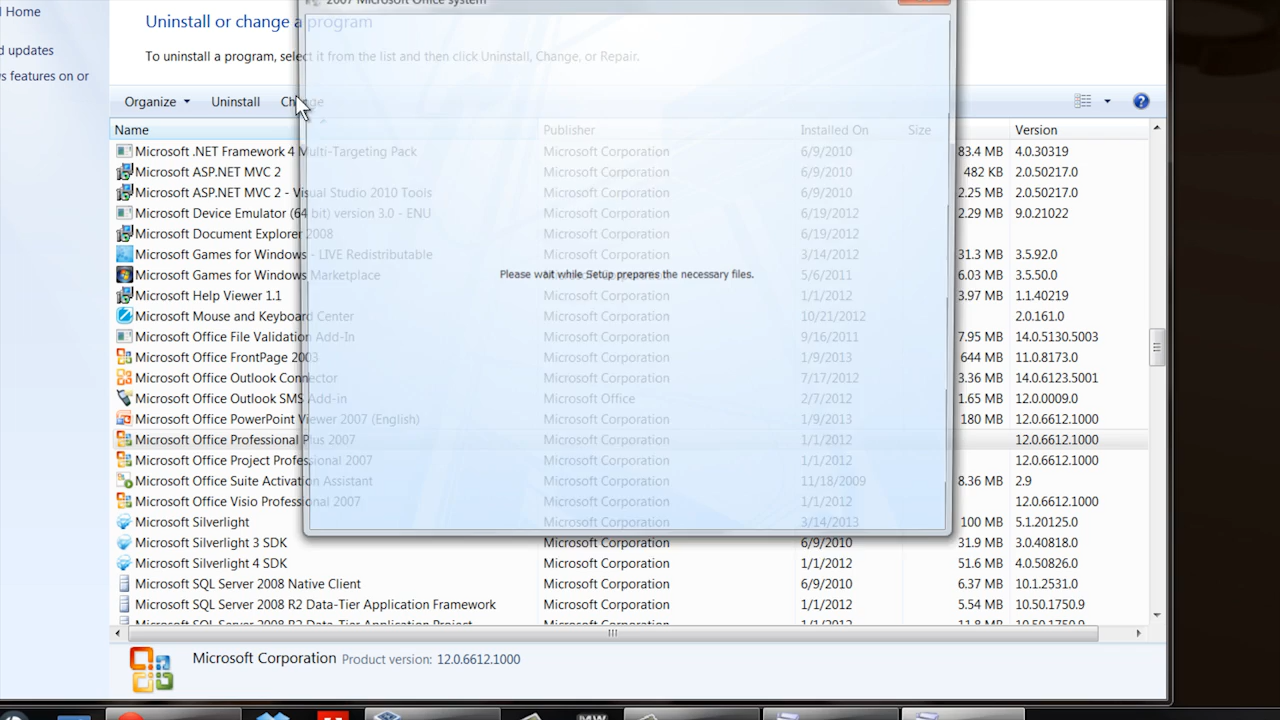 2007 Microsoft Office system
Home
Uninstall or change a program
d updates
To uninstall a program, select it from the list and then click Uninstall, Change, or Repair.
s features on or
Organize Uninstall Change
Name Publisher Installed On Size Version
Microsoft .NET Framework 4 Multi-Targeting Pack Microsoft Corporation 6/9/2010 83.4 MB 4.0.30319
Microsoft ASP.NET MVC 2 Microsoft Corporation 6/9/2010 482 KB 2.0.50217.0
Microsoft ASP.NET MVC 2 - Visual Studio 2010 Tools Microsoft Corporation 6/9/2010 2.25 MB 2.0.50217.0
Microsoft Device Emulator (64 bit) version 3.0 - ENU Microsoft Corporation 6/19/2012 2.29 MB 9.0.21022
Microsoft Document Explorer 2008 Microsoft Corporation 6/19/2012
Microsoft Games for Windows - LIVE Redistributable Microsoft Corporation 3/14/2012 31.3 MB 3.5.92.0
Please wait while Setup prepares the necessary files.
Microsoft Games for Windows Marketplace 5/6/2011 6.03 MB 3.5.50.0
Microsoft Help Viewer 1.1 Microsoft Corporation 1/1/2012 3.97 MB 1.1.40219
Microsoft Mouse and Keyboard Center Microsoft Corporation 10/21/2012 2.0.161.0
Microsoft Office File Validation Add-In Microsoft Corporation 9/16/2011 7.95 MB 14.0.5130.5003
Microsoft Office FrontPage 2003 Microsoft Corporation 1/9/2013 644 MB 11.0.8173.0
Microsoft Office Outlook Connector Microsoft Corporation 7/17/2012 3.36 MB 14.0.6123.5001
Microsoft Office Outlook SMS Add-in Microsoft Office 2/7/2012 1.65 MB 12.0.0009.0
Microsoft Office PowerPoint Viewer 2007 (English) Microsoft Corporation 1/9/2013 180 MB 12.0.6612.1000
Microsoft Office Professional Plus 2007 Microsoft Corporation 1/1/2012 12.0.6612.1000
Microsoft Office Project Professional 2007 Microsoft Corporation 1/1/2012 12.0.6612.1000
Microsoft Office Suite Activation Assistant Microsoft Corporation 11/18/2009 8.36 MB 2.9
Microsoft Office Visio Professional 2007 Microsoft Corporation 1/1/2012 12.0.6612.1000
Microsoft Silverlight Microsoft Corporation 3/14/2013 100 MB 5.1.20125.0
Microsoft Silverlight 3 SDK Microsoft Corporation 6/9/2010 31.9 MB 3.0.40818.0
Microsoft Silverlight 4 SDK Microsoft Corporation 1/1/2012 51.6 MB 4.0.50826.0
Microsoft SQL Server 2008 Native Client Microsoft Corporation 6/9/2010 6.37 MB 10.1.2531.0
Microsoft SQL Server 2008 R2 Data-Tier Application Framework Microsoft Corporation 1/1/2012 5.54 MB 10.50.1750.9
Microsoft SQL Server 2008 R2 Data-Tier Application Project Microsoft Corporation 1/1/2012 11.8 MB 10.50.1750.9
Microsoft Corporation Product version: 12.0.6612.1000
MW